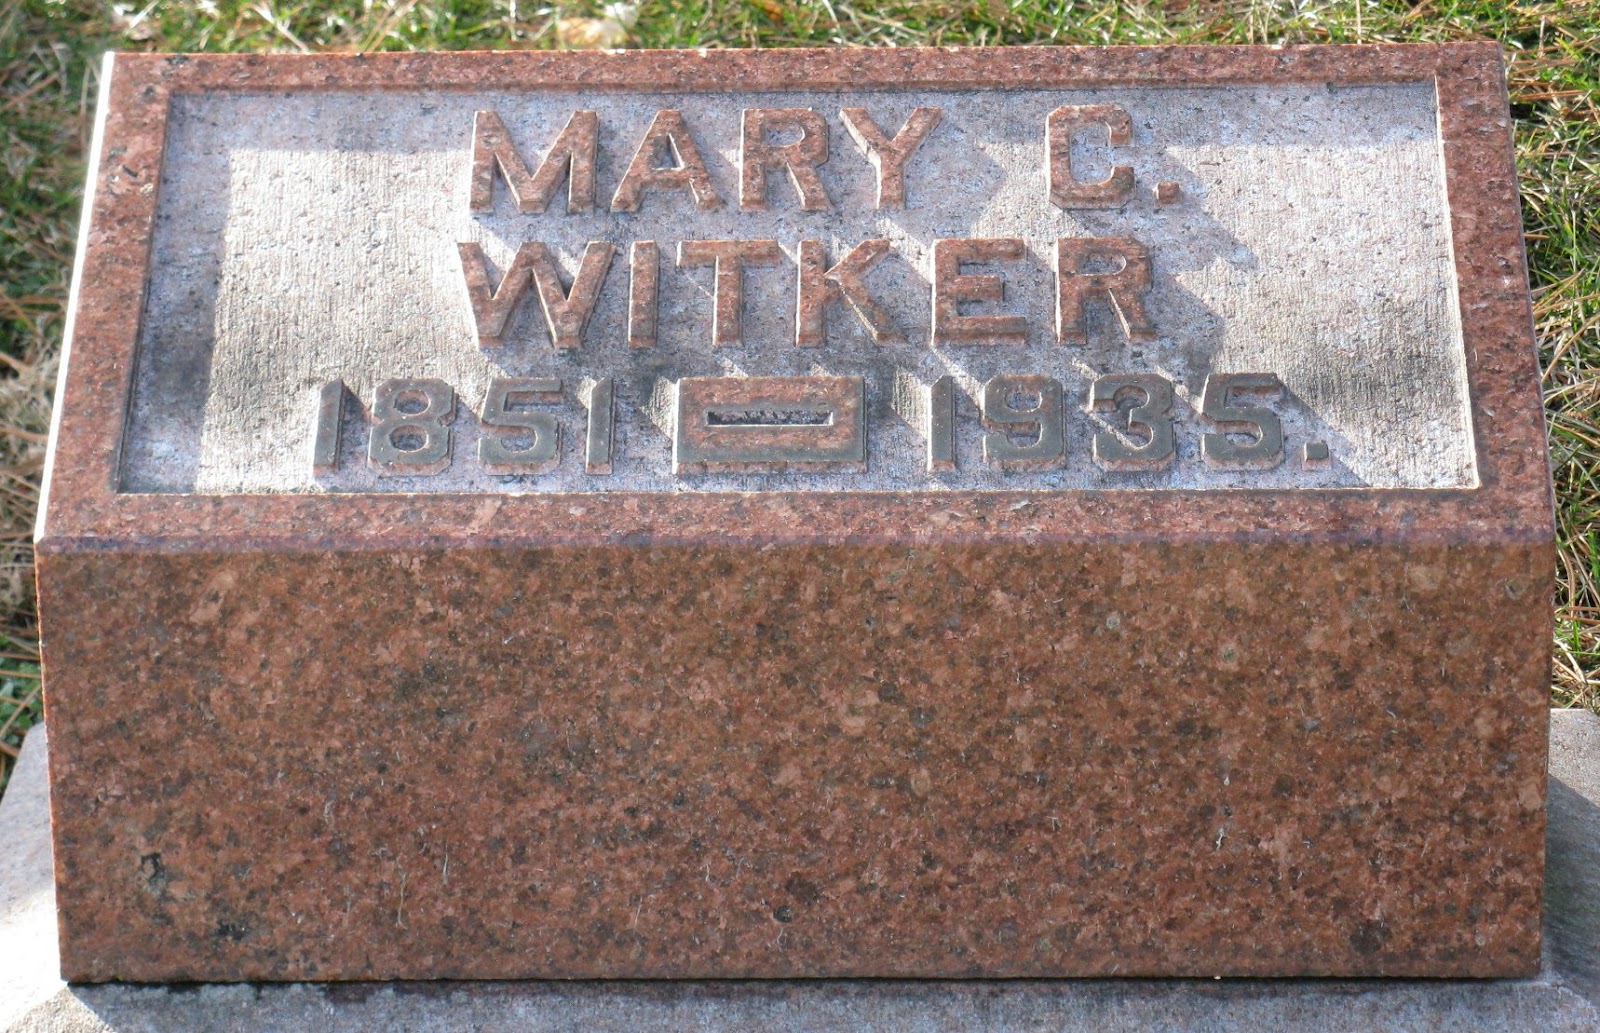 MARY C.
WITKER
1851 - 1935.